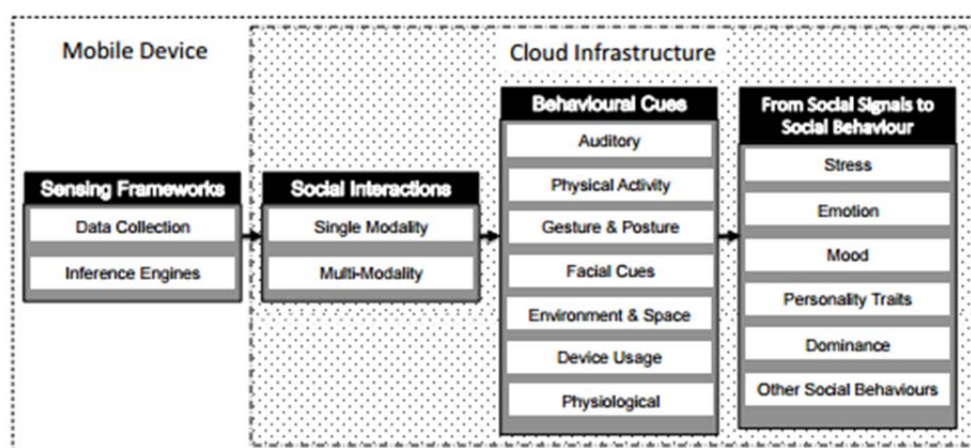 Mobile Device
Cloud Infrastructure
Sensing Frameworks
Data Collection
Inference Engines
Social Interactions
Single Modality
Multi-Modality
Behavioural Cues
Auditory
Physical Activity
Gesture & Posture
Facial Cues
Environment & Space
Device Usage
Physiological
From Social Signals to
Social Behaviour
Stress
Emotion
Mood
Personality Traits
Dominance
Other Social Behaviours